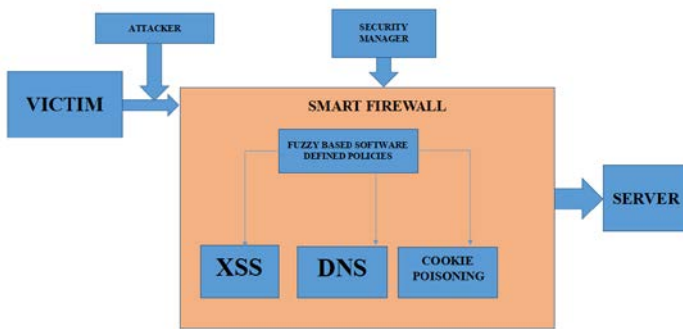 ATTACKER
SECURITY
MANAGER
VICTIM
SMART FIREWALL
FUZZY BASED SOFTWARE
DEFINED POLICIES
SERVER
XSS
DNS
COOKIE
POISONING